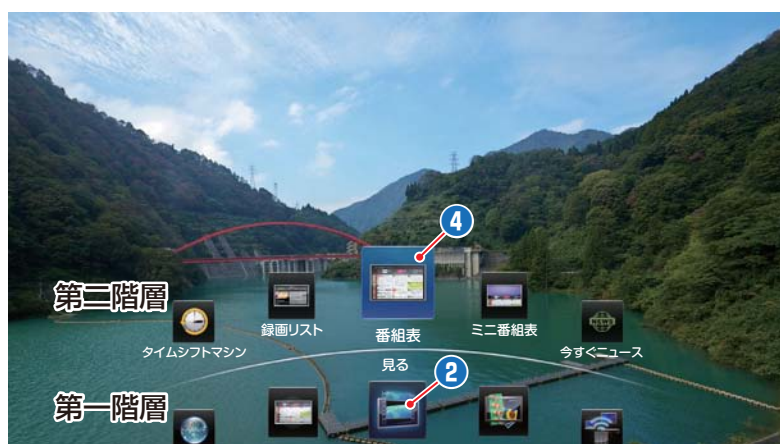 ④
第二階層
タイムシフトマシン
録画リスト
番組表
ミニ番組表
今すぐニュース
見る
②
第一階層
NEWS